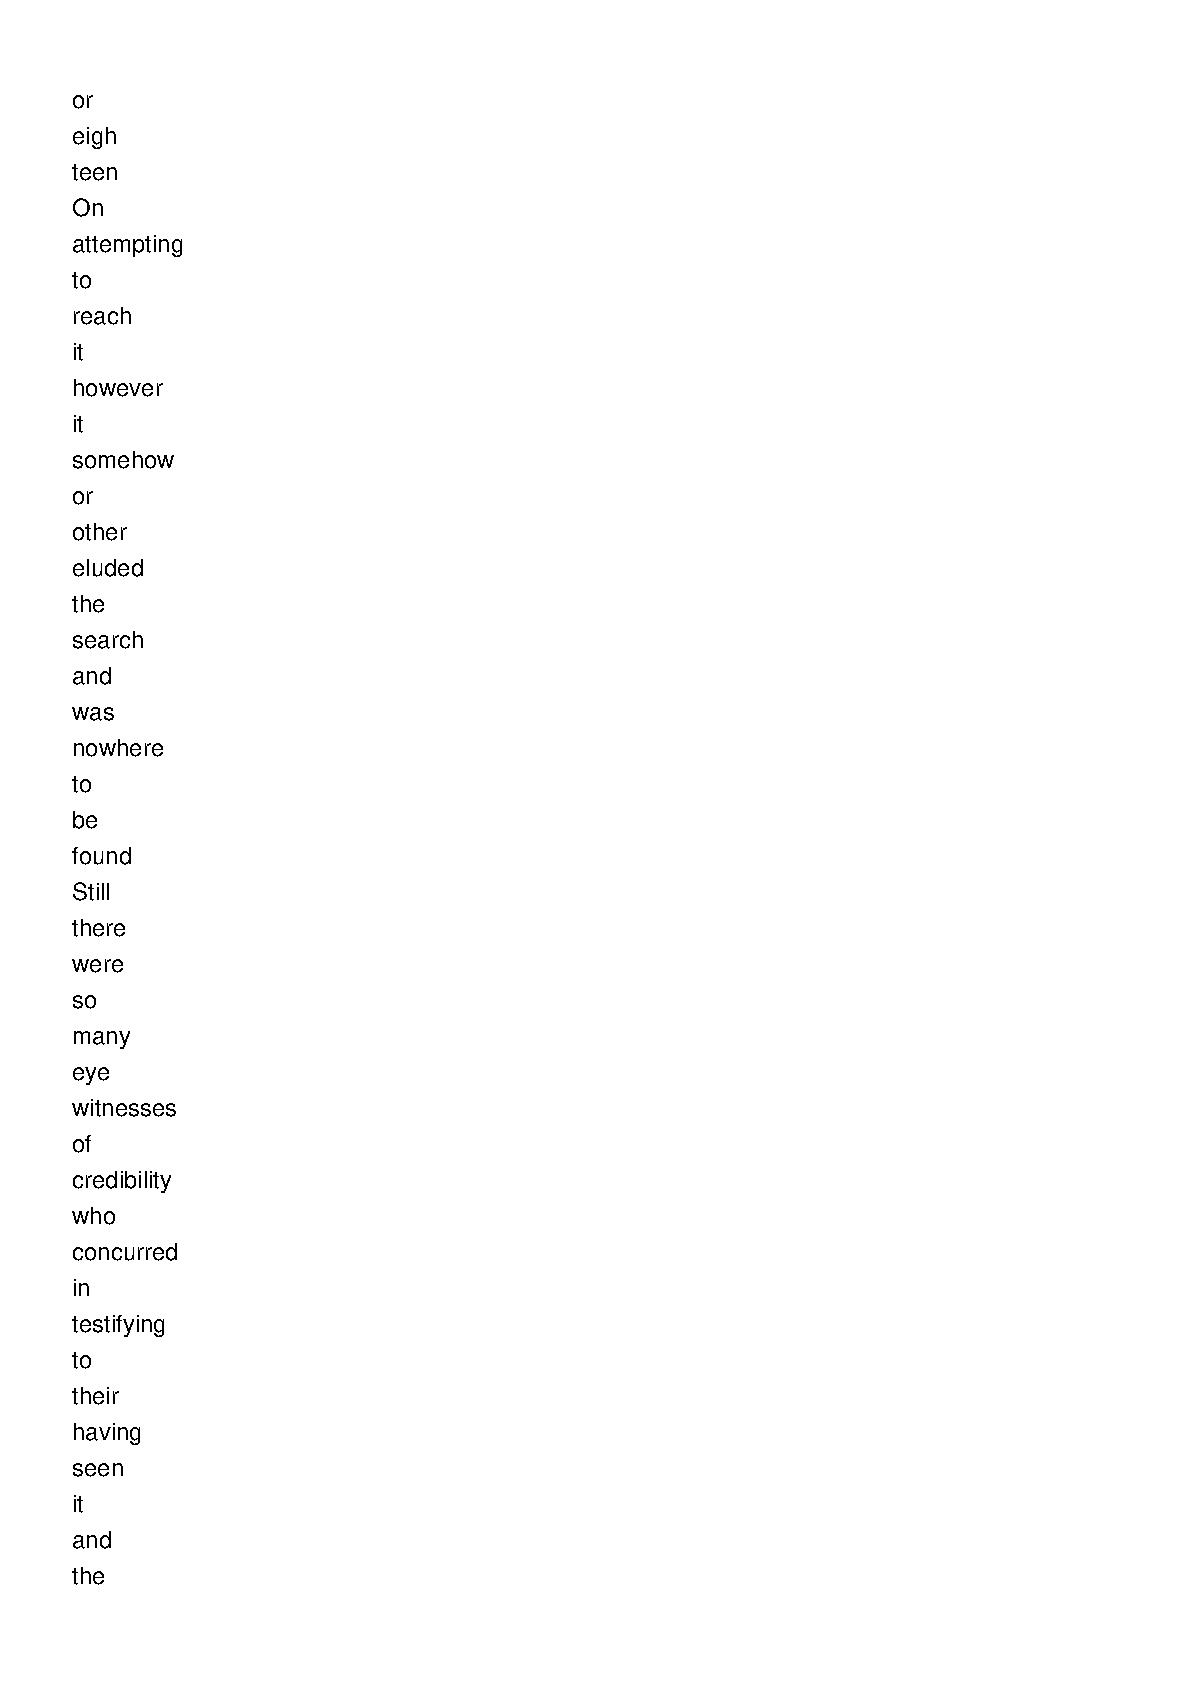 or
eigh
teen
On
attempting
to
reach
it
however
it
somehow
or
other
eluded
the
search
and
was
nowhere
to
be
found
Still
there
were
so
many
eye
witnesses
of
credibility
who
concurred
in
testifying
to
their
having
seen
it
and
the